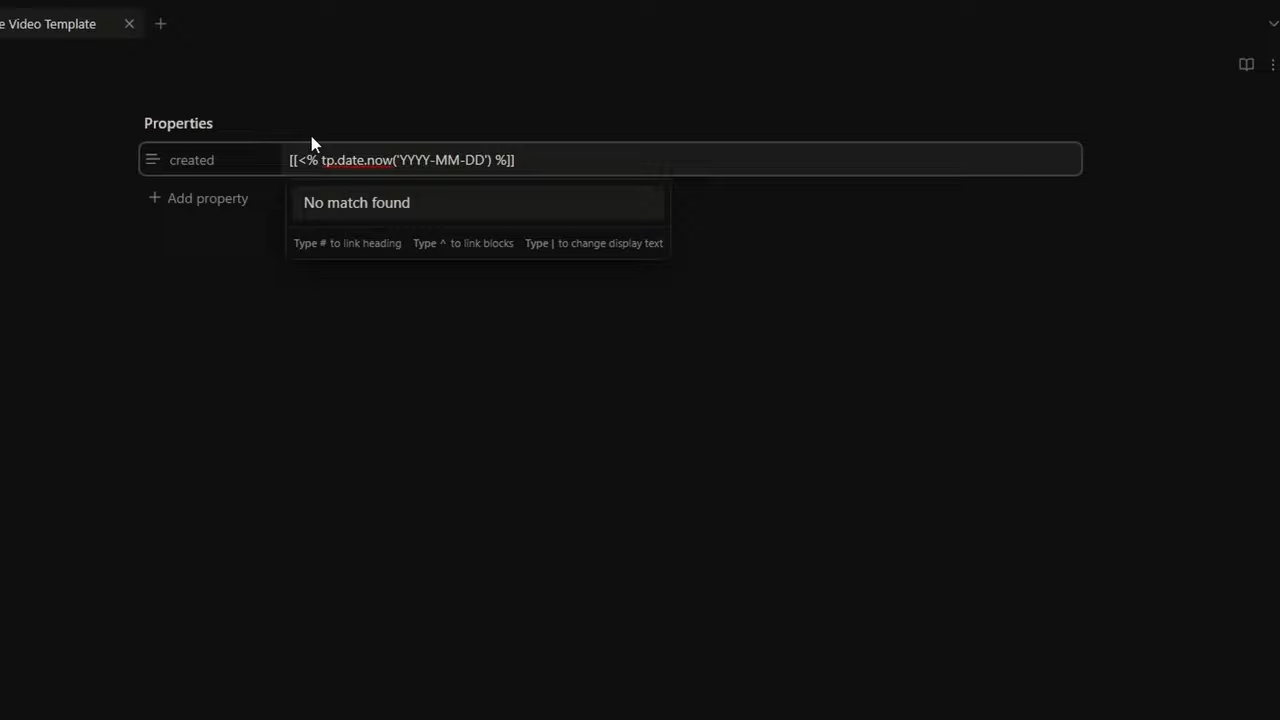 e Video Template
Properties
created
[[<% tp.date.now('YYYY-MM-DD') %]]
Add property
No match found
Type # to link heading Type ^ to link blocks Type | to change display text